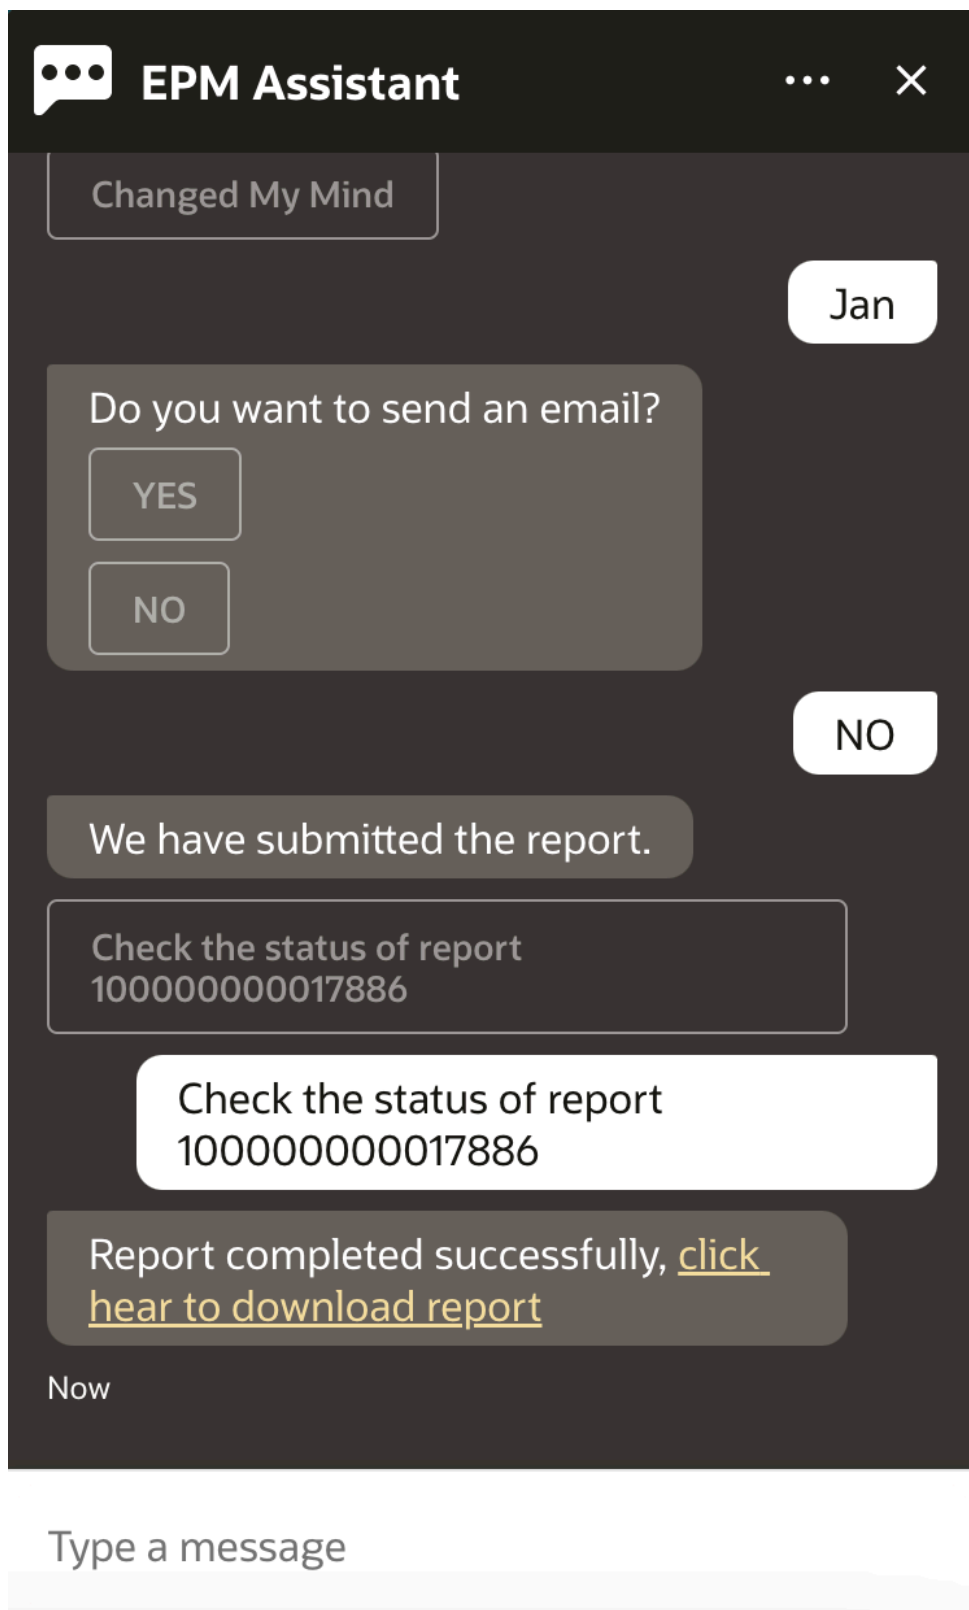 EPM Assistant
Changed My Mind
Jan
Do you want to send an email?
YES
NO
NO
We have submitted the report.
Check the status of report
100000000017886
Check the status of report
100000000017886
Report completed successfully, click
hear to download report
Now
Type a message